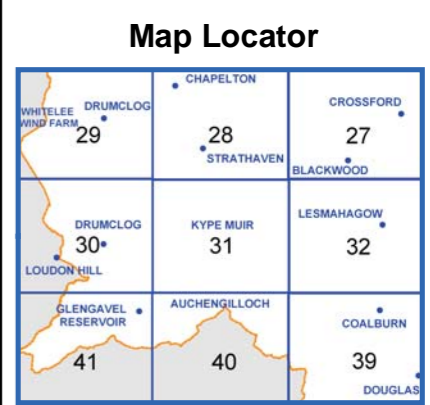 Map Locator
CHAPELTON
WHITELEE
WIND FARM
DRUMCLOG
29
28
STRATHAVEN
CROSSFORD
27
BLACKWOOD
DRUMCLOG
30
LOUDON HILL
KYPE MUIR
31
LESMAHAGOW
32
GLENGAVEL
RESERVOIR
41
AUCHENGILLOCH
40
COALBURN
39
DOUGLAS